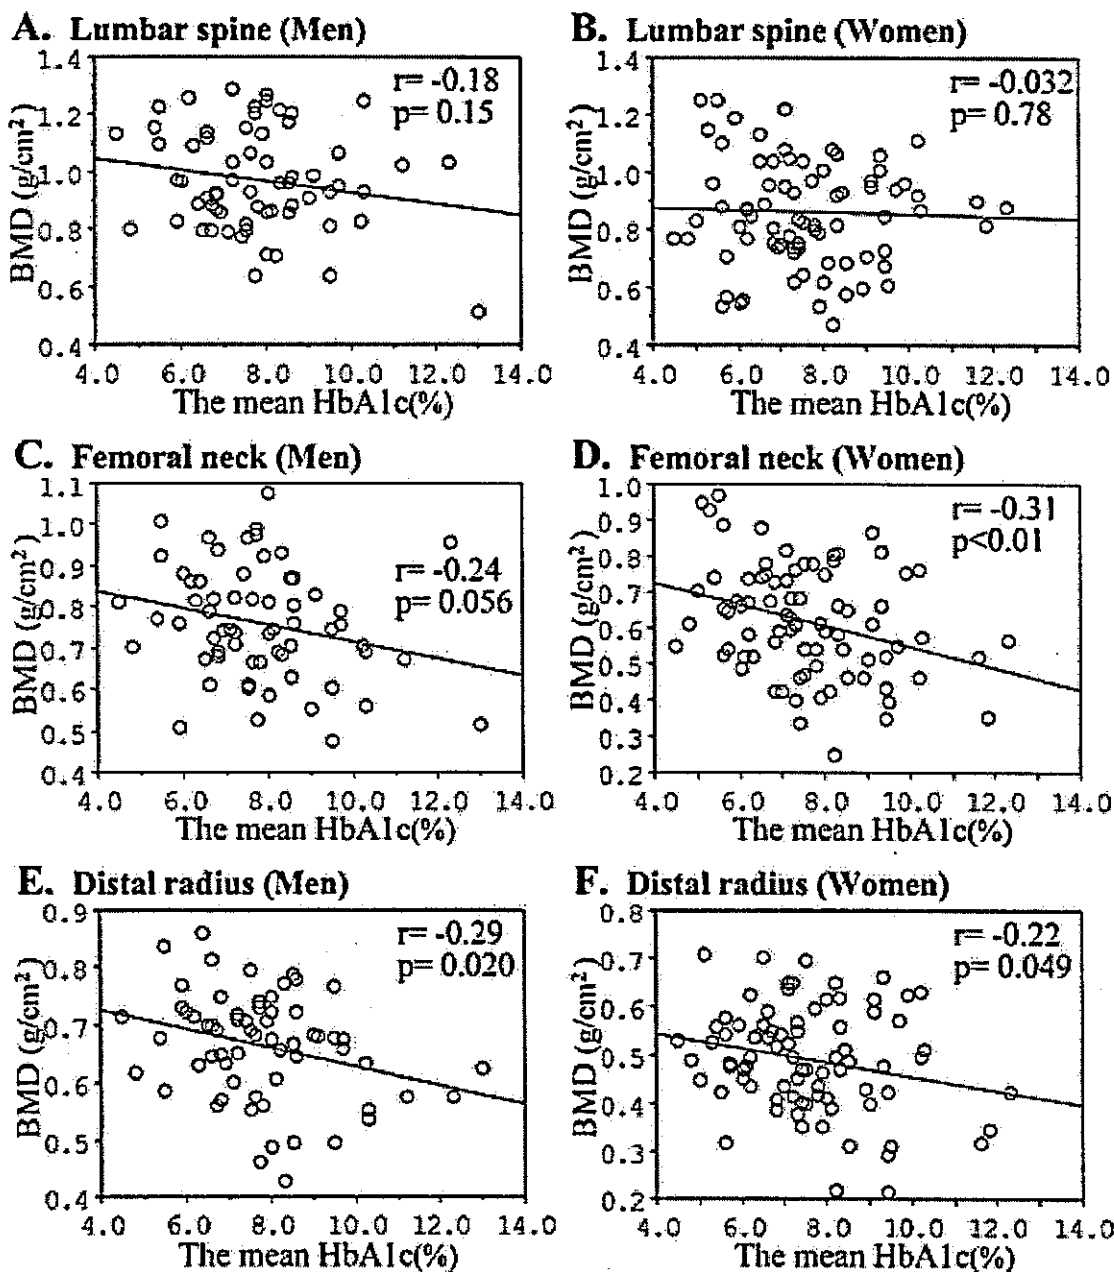 A. Lumbar spine (Men)
1.4
1.2
1.0
0.8
0.6
0.4
BMD (g/cm²)
r= -0.18
p= 0.15
4.0 6.0 8.0 10.0 12.0 14.0
The mean HbA1c(%)
B. Lumbar spine (Women)
1.4
1.2
1.0
0.8
0.6
0.4
BMD (g/cm²)
r= -0.032
p= 0.78
4.0 6.0 8.0 10.0 12.0 14.0
The mean HbA1c(%)
C. Femoral neck (Men)
1.1
1.0
0.9
0.8
0.7
0.6
0.5
0.4
BMD (g/cm²)
r= -0.24
p= 0.056
4.0 6.0 8.0 10.0 12.0 14.0
The mean HbA1c(%)
D. Femoral neck (Women)
1.0
0.9
0.8
0.7
0.6
0.5
0.4
0.3
0.2
BMD (g/cm²)
r= -0.31
p<0.01
4.0 6.0 8.0 10.0 12.0 14.0
The mean HbA1c(%)
E. Distal radius (Men)
0.9
0.8
0.7
0.6
0.5
0.4
BMD (g/cm²)
r= -0.29
p= 0.020
4.0 6.0 8.0 10.0 12.0 14.0
The mean HbA1c(%)
F. Distal radius (Women)
0.8
0.7
0.6
0.5
0.4
0.3
0.2
BMD (g/cm²)
r= -0.22
p= 0.049
4.0 6.0 8.0 10.0 12.0 14.0
The mean HbA1c(%)